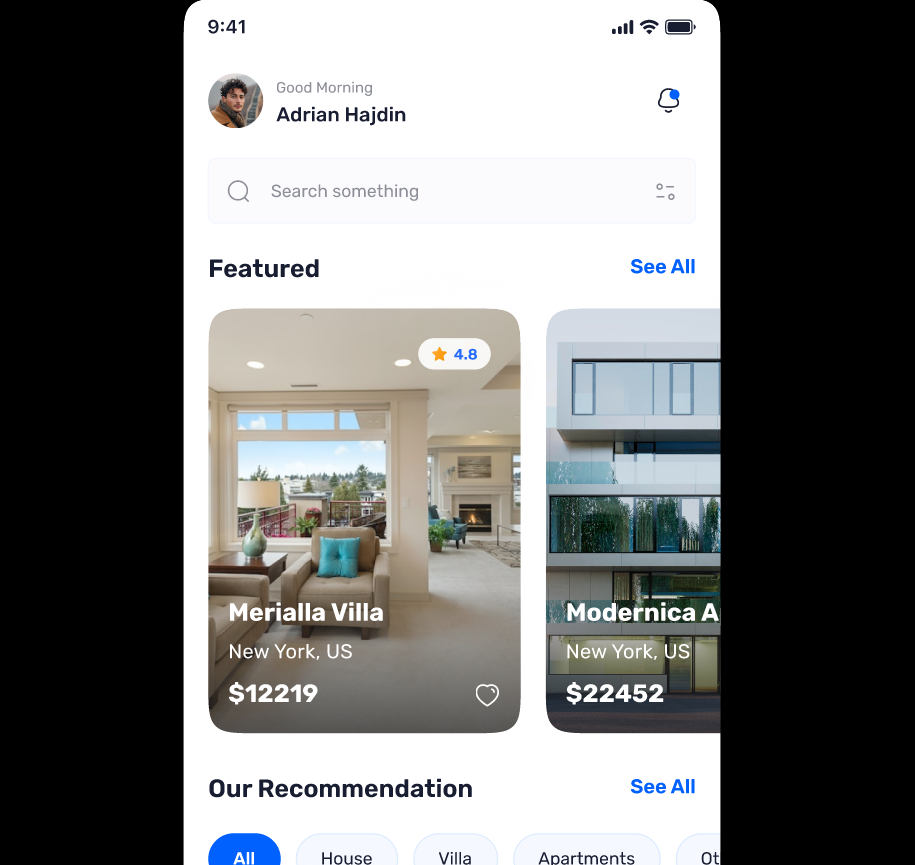 9:41
Good Morning
Adrian Hajdin
Search something
Featured
See All
4.8
Merialla Villa
New York, US
$12219
Modernica A
New York, US
$22452
Our Recommendation
See All
All
House
Villa
Apartments
Ot